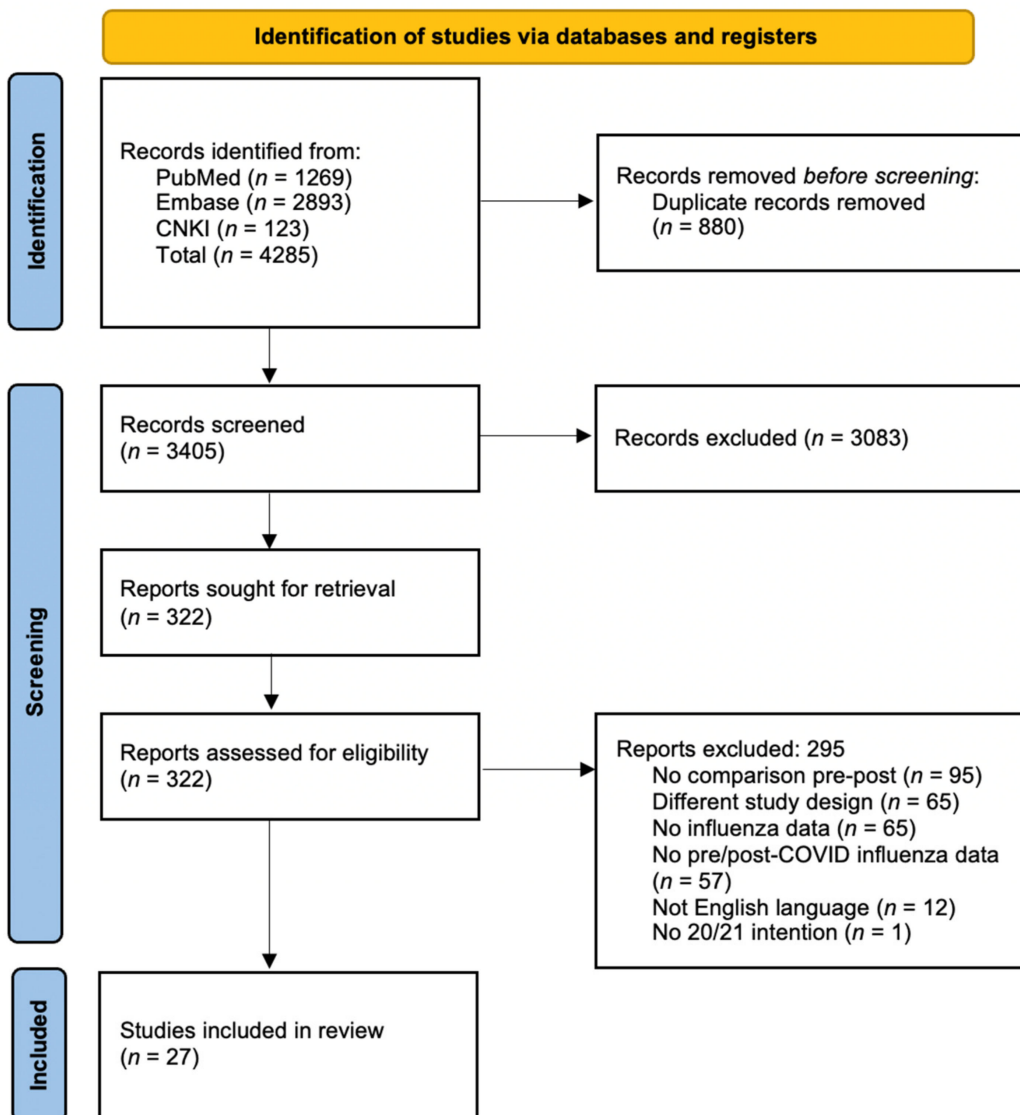 Identification of studies via databases and registers
Identification
Records identified from:
PubMed (n = 1269)
Embase (n = 2893)
CNKI (n = 123)
Total (n = 4285)
Records removed before screening:
Duplicate records removed
(n = 880)
Screening
Records screened
(n = 3405)
Records excluded (n = 3083)
Reports sought for retrieval
(n = 322)
Reports assessed for eligibility
(n = 322)
Reports excluded: 295
No comparison pre-post (n = 95)
Different study design (n = 65)
No influenza data (n = 65)
No pre/post-COVID influenza data
(n = 57)
Not English language (n = 12)
No 20/21 intention (n = 1)
Included
Studies included in review
(n = 27)